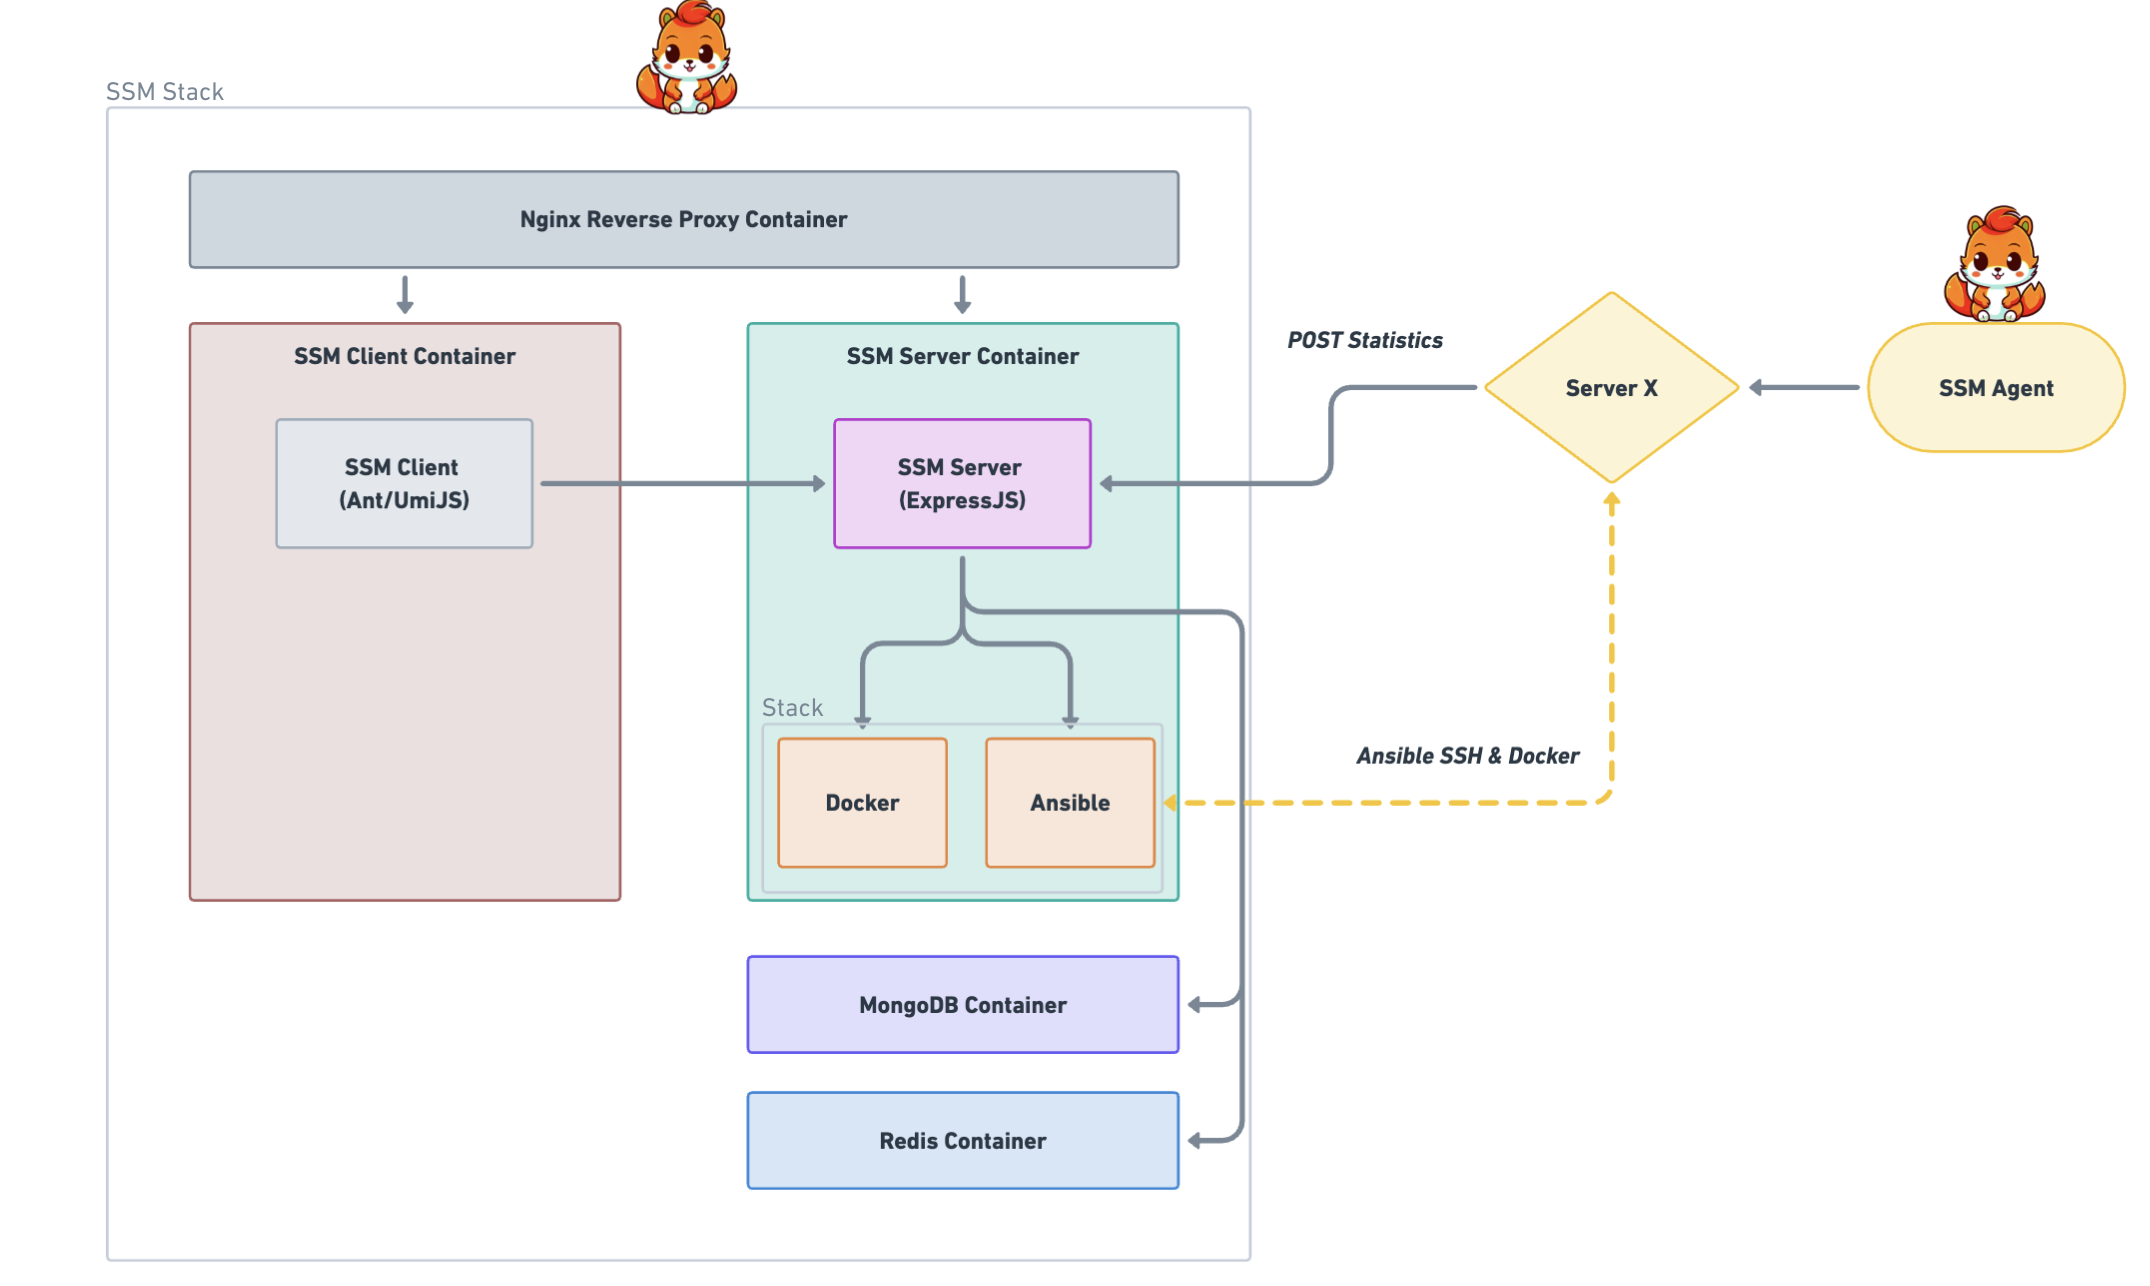 SSM Stack
Nginx Reverse Proxy Container
SSM Client Container
SSM Server Container
POST Statistics
Server X
SSM Agent
SSM Client
(Ant/UmiJS)
SSM Server
(ExpressJS)
Stack
Docker
Ansible
Ansible SSH & Docker
MongoDB Container
Redis Container